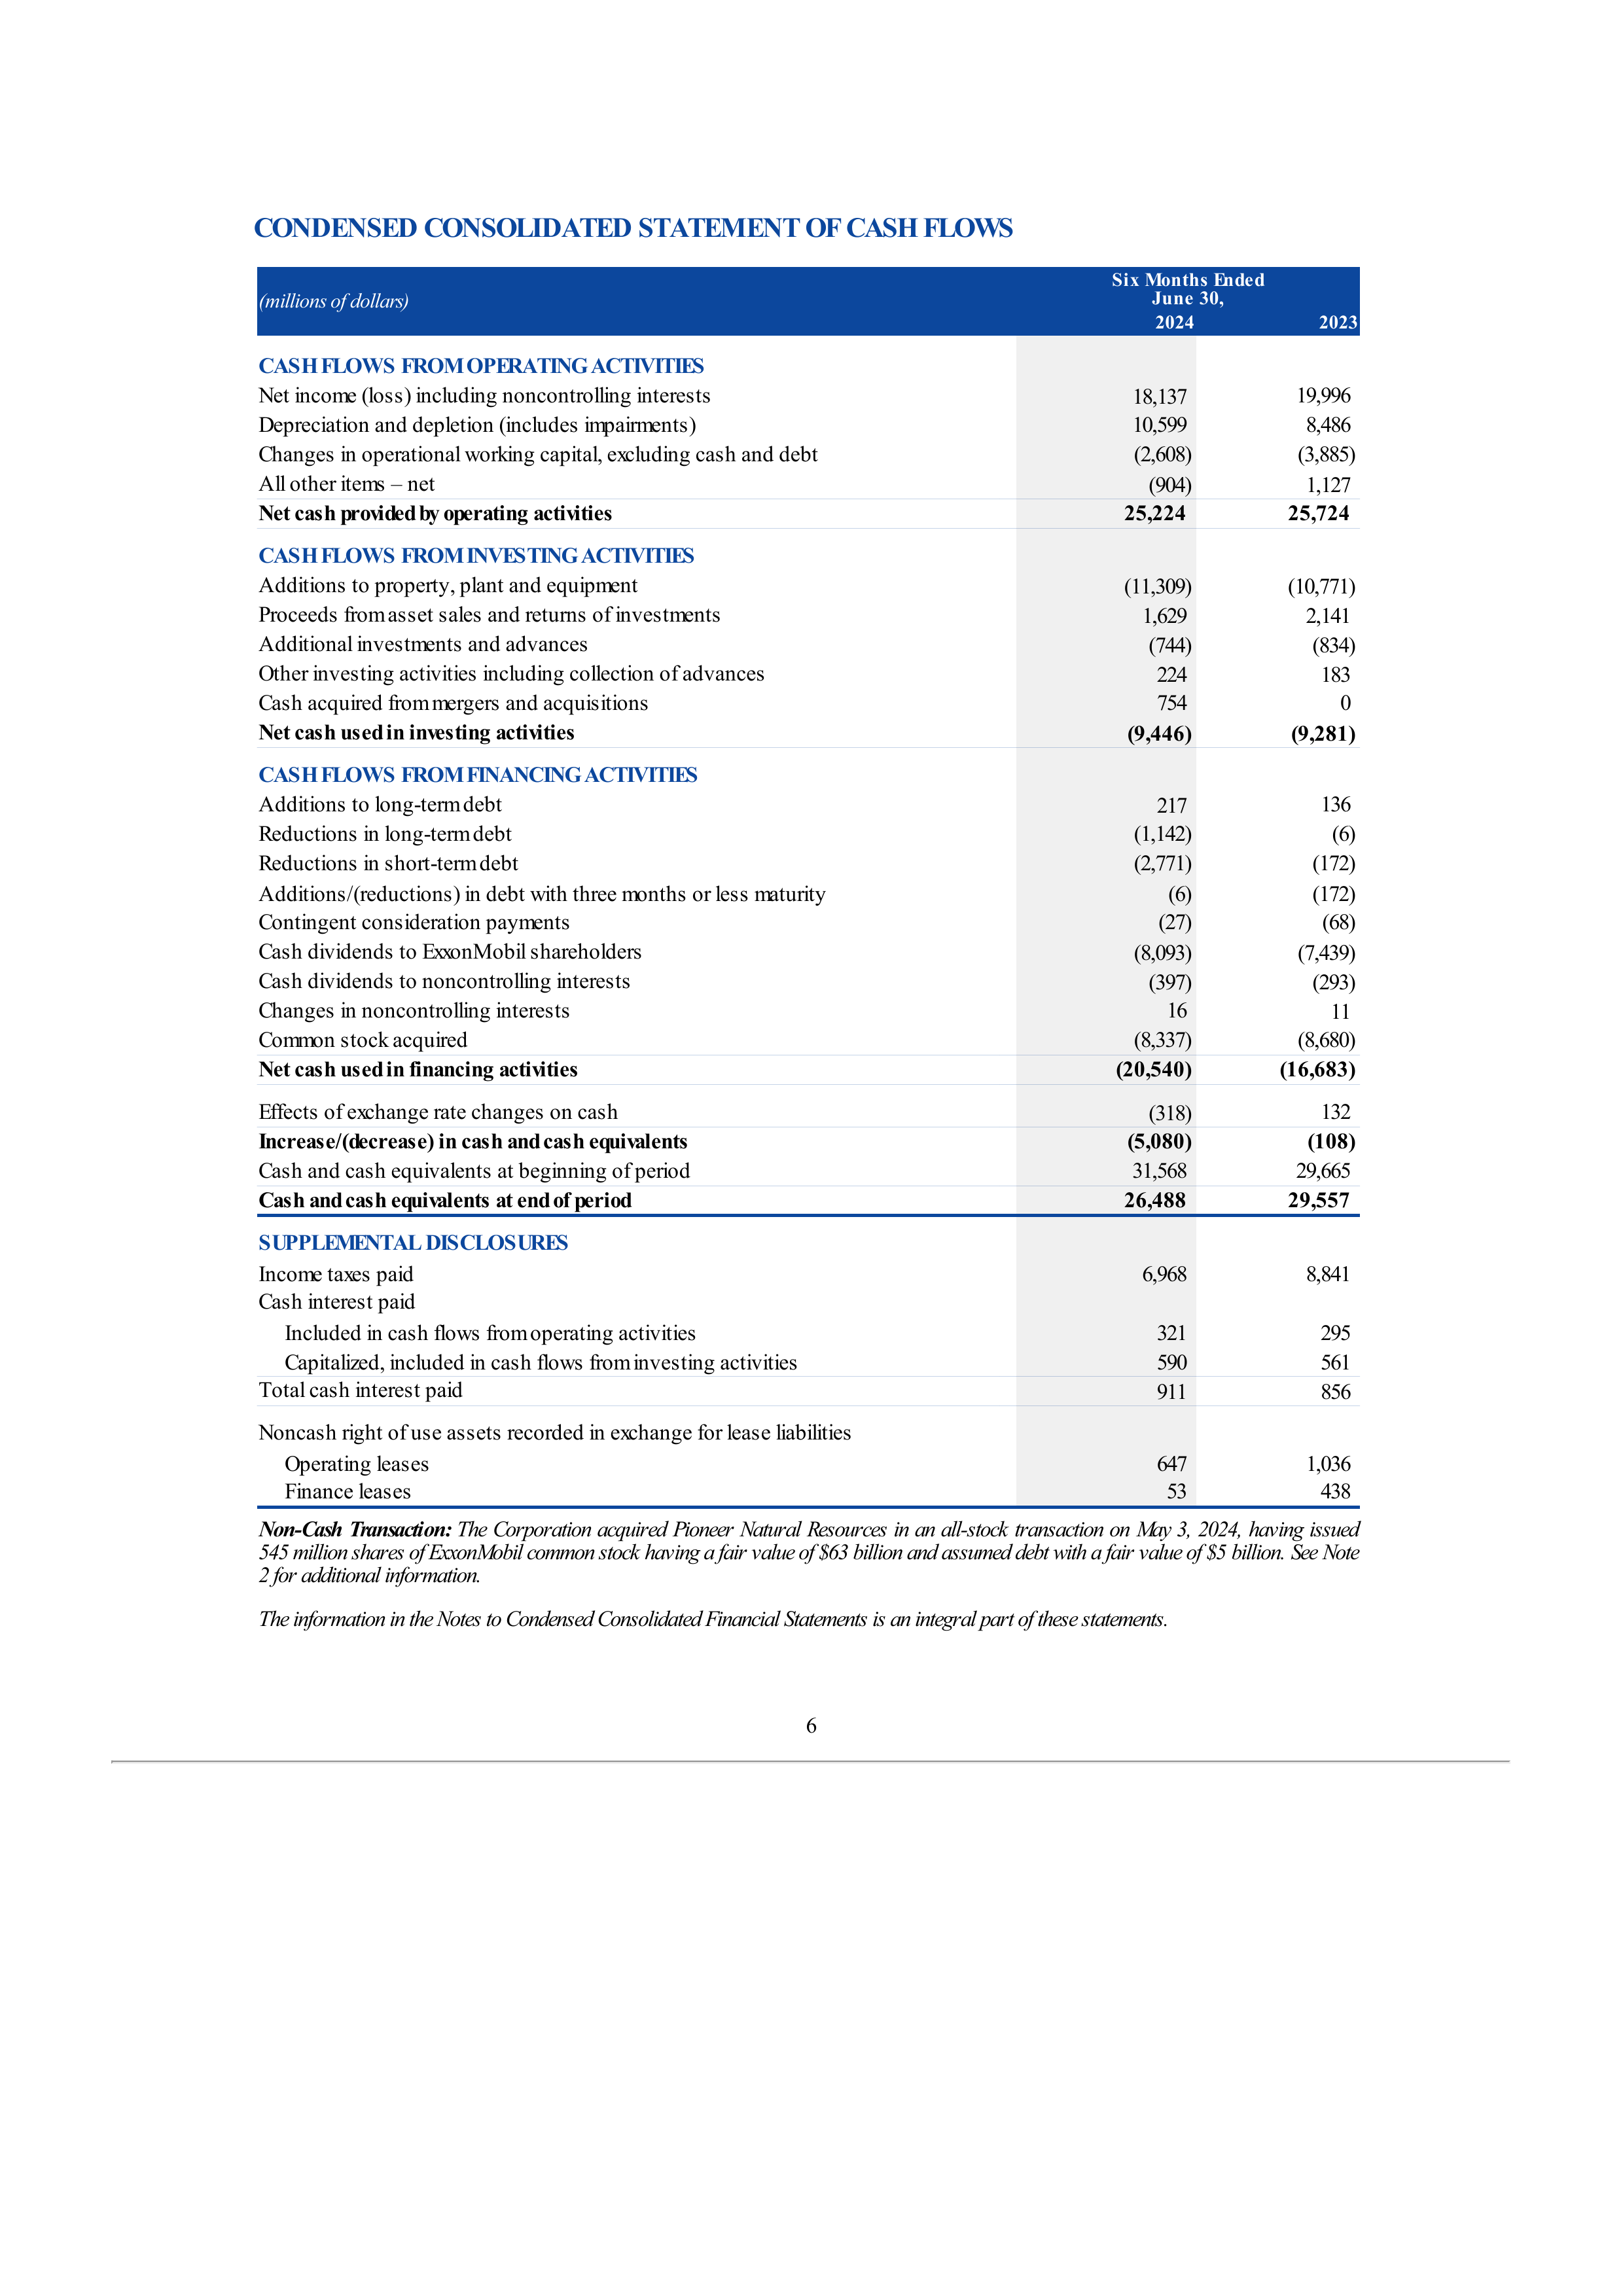 CONDENSED CONSOLIDATED STATEMENT OF CASH FLOWS
(millions of dollars)
Six Months Ended
June 30,
2024 2023
CASH FLOWS FROM OPERATING ACTIVITIES
Net income (loss) including noncontrolling interests 18,137 19,996
Depreciation and depletion (includes impairments) 10,599 8,486
Changes in operational working capital, excluding cash and debt (2,608) (3,885)
All other items – net (904) 1,127
Net cash provided by operating activities 25,224 25,724
CASH FLOWS FROM INVESTING ACTIVITIES
Additions to property, plant and equipment (11,309) (10,771)
Proceeds from asset sales and returns of investments 1,629 2,141
Additional investments and advances (744) (834)
Other investing activities including collection of advances 224 183
Cash acquired from mergers and acquisitions 754 0
Net cash used in investing activities (9,446) (9,281)
CASH FLOWS FROM FINANCING ACTIVITIES
Additions to long-term debt 217 136
Reductions in long-term debt (1,142) (6)
Reductions in short-term debt (2,771) (172)
Additions/(reductions) in debt with three months or less maturity (6) (172)
Contingent consideration payments (27) (68)
Cash dividends to ExxonMobil shareholders (8,093) (7,439)
Cash dividends to noncontrolling interests (397) (293)
Changes in noncontrolling interests 16 11
Common stock acquired (8,337) (8,680)
Net cash used in financing activities (20,540) (16,683)
Effects of exchange rate changes on cash (318) 132
Increase/(decrease) in cash and cash equivalents (5,080) (108)
Cash and cash equivalents at beginning of period 31,568 29,665
Cash and cash equivalents at end of period 26,488 29,557
SUPPLEMENTAL DISCLOSURES
Income taxes paid 6,968 8,841
Cash interest paid
Included in cash flows from operating activities 321 295
Capitalized, included in cash flows from investing activities 590 561
Total cash interest paid 911 856
Noncash right of use assets recorded in exchange for lease liabilities
Operating leases 647 1,036
Finance leases 53 438
Non-Cash Transaction: The Corporation acquired Pioneer Natural Resources in an all-stock transaction on May 3, 2024, having issued
545 million shares of ExxonMobil common stock having a fair value of $63 billion and assumed debt with a fair value of $5 billion. See Note
2 for additional information.
The information in the Notes to Condensed Consolidated Financial Statements is an integral part of these statements.
6